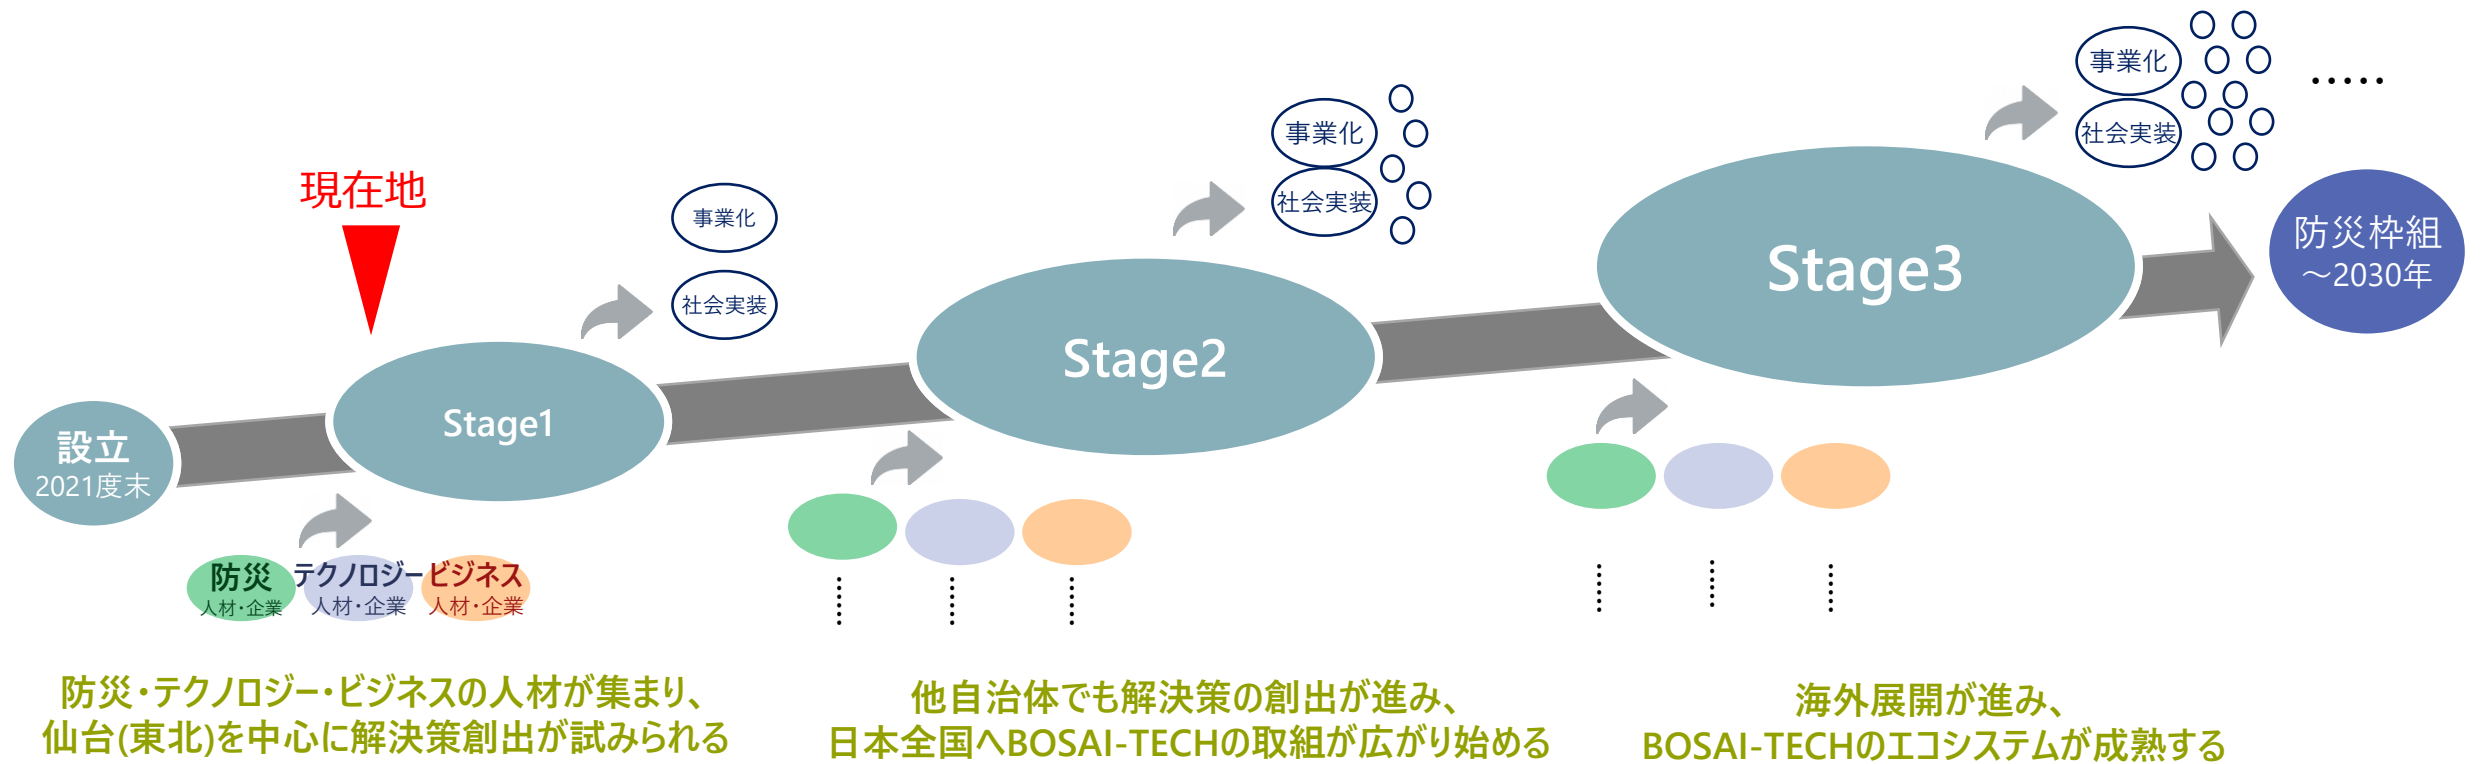 現在地
設立
2021度末
Stage1
事業化
社会実装
防災
人材・企業
テクノロジー
人材・企業
ビジネス
人材・企業
防災・テクノロジー・ビジネスの人材が集まり、
仙台(東北)を中心に解決策創出が試みられる
Stage2
事業化
社会実装
他自治体でも解決策の創出が進み、
日本全国へBOSAI-TECHの取組が広がり始める
Stage3
事業化
社会実装
.....
防災枠組
～2030年
海外展開が進み、
BOSAI-TECHのエコシステムが成熟する